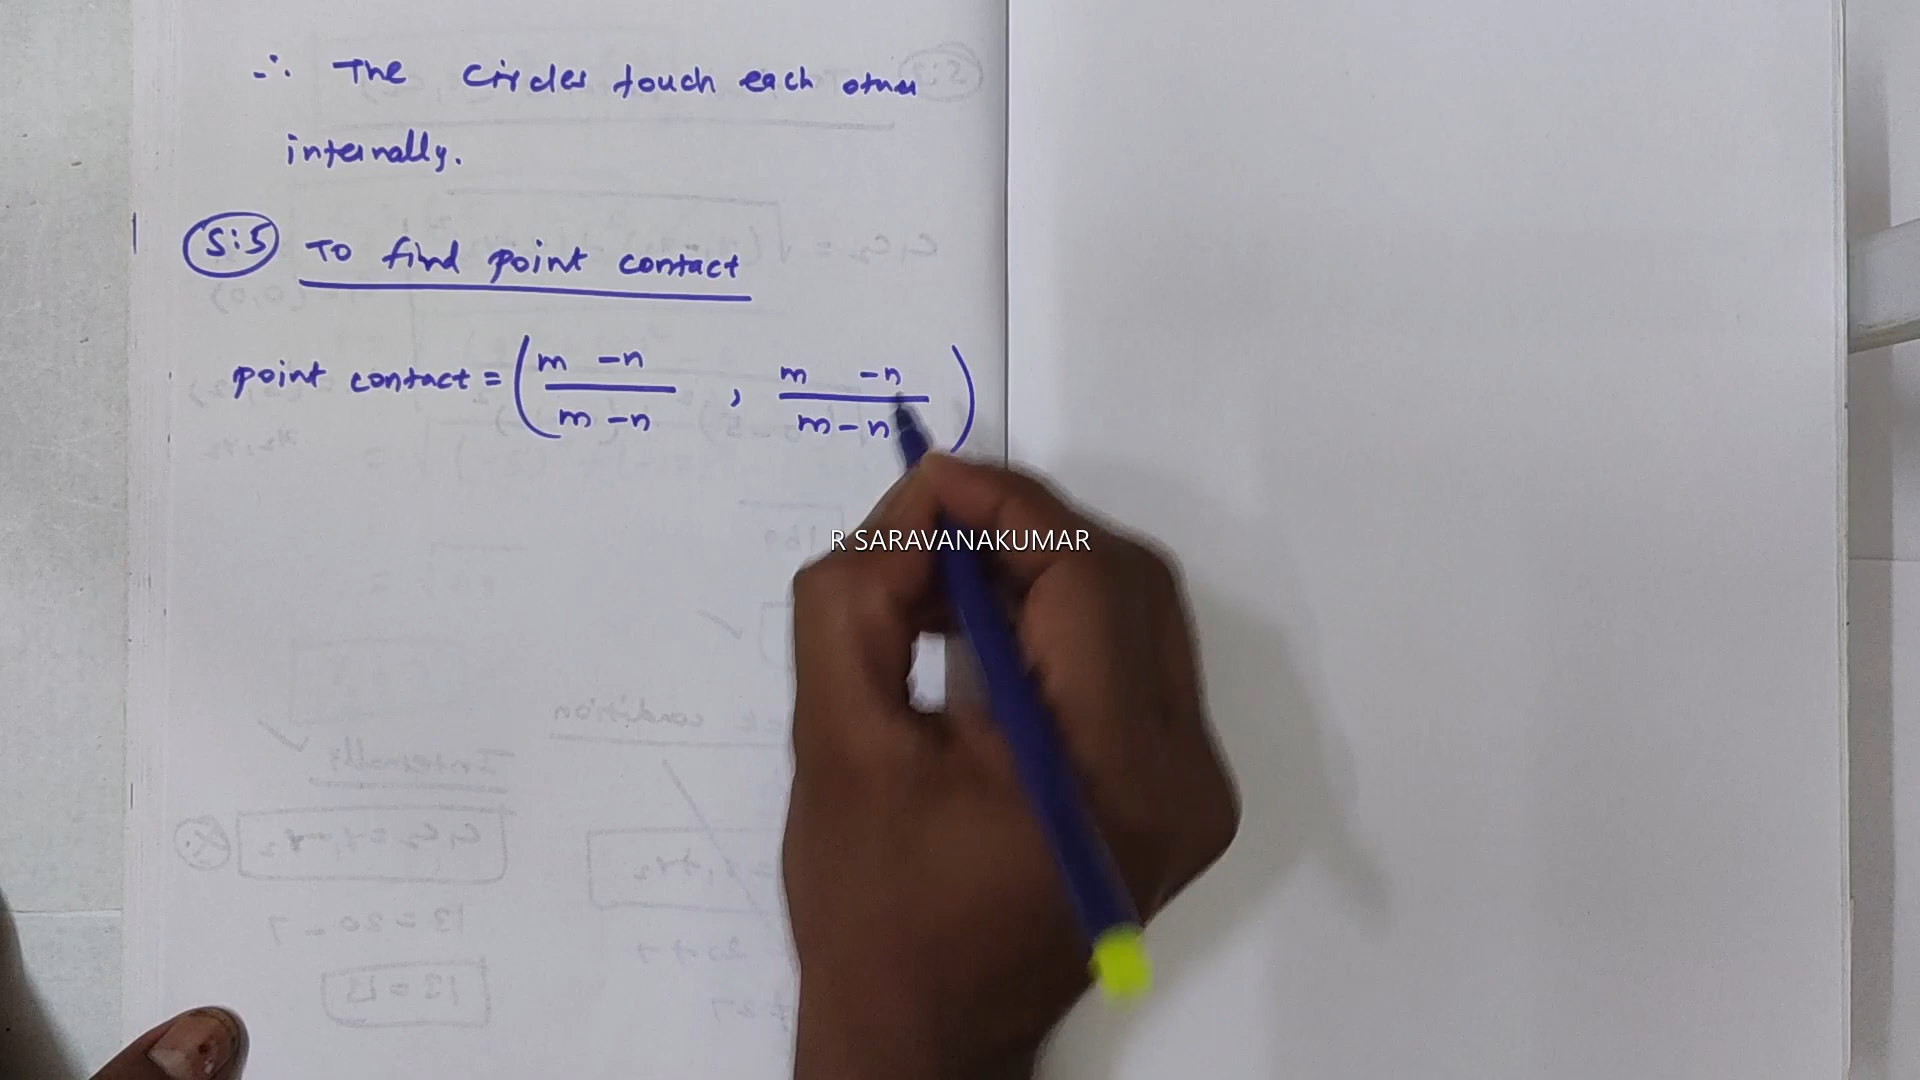 ∴ The circles touch each other
internally.
S:5 To find point contact
point contact = ( m -n / m -n , m -n / m-n )
R SARAVANAKUMAR